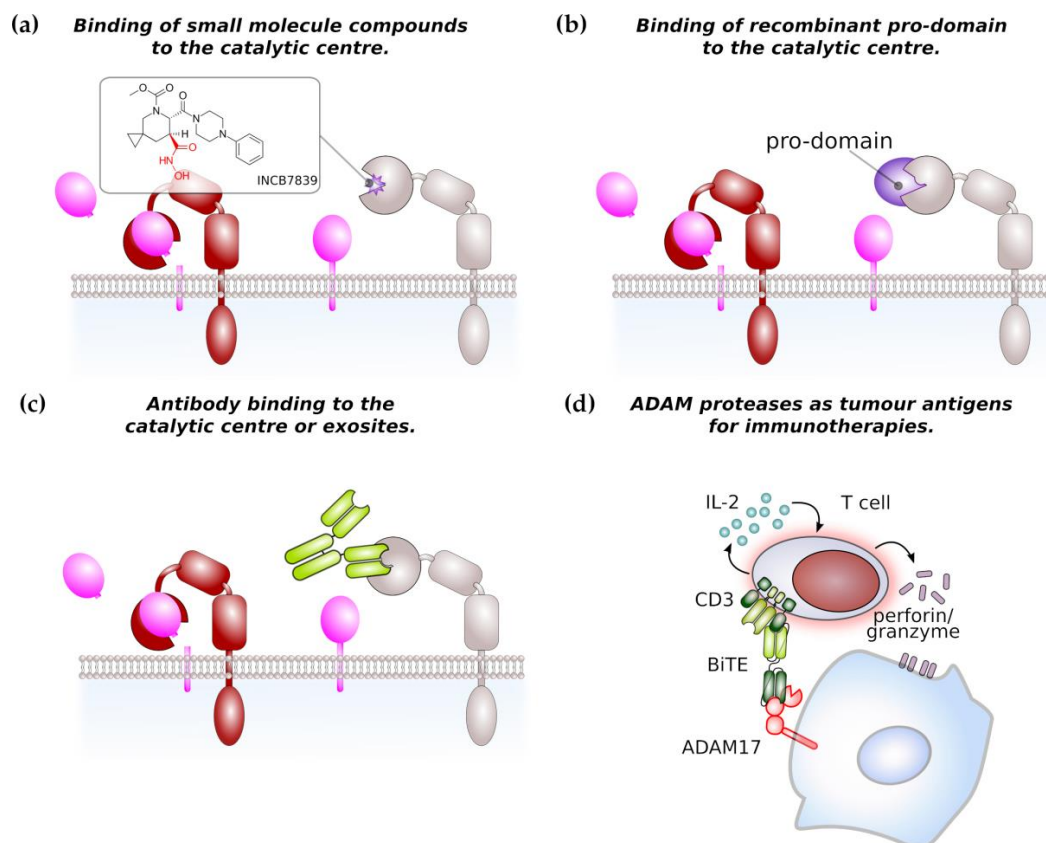 (a)
Binding of small molecule compounds
to the catalytic centre.
O
O
N
O
N
N
H
O
HN
OH
INCB7839
(b)
Binding of recombinant pro-domain
to the catalytic centre.
pro-domain
(c)
Antibody binding to the
catalytic centre or exosites.
(d)
ADAM proteases as tumour antigens
for immunotherapies.
IL-2
T cell
CD3
perforin/
granzyme
BiTE
ADAM17